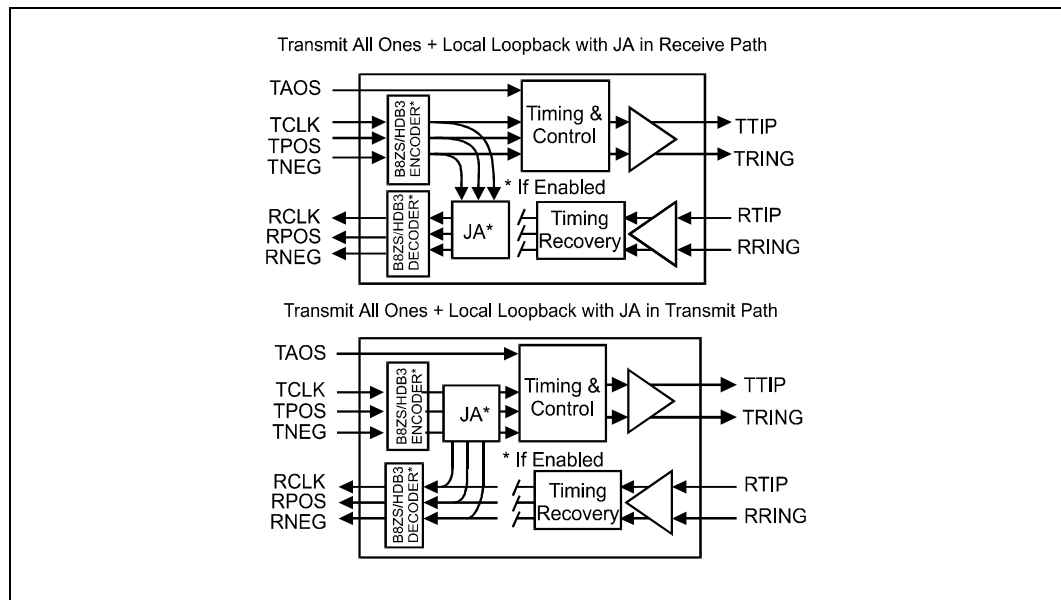 Transmit All Ones + Local Loopback with JA in Receive Path
TAOS
TCLK
TPOS
TNEG
B8ZS/HDB3
ENCODER*
Timing &
Control
TTIP
TRING
* If Enabled
RCLK
RPOS
RNEG
B8ZS/HDB3
DECODER*
JA*
Timing
Recovery
RTIP
RRING
Transmit All Ones + Local Loopback with JA in Transmit Path
TAOS
TCLK
TPOS
TNEG
B8ZS/HDB3
ENCODER*
JA*
Timing &
Control
TTIP
TRING
* If Enabled
RCLK
RPOS
RNEG
B8ZS/HDB3
DECODER*
Timing
Recovery
RTIP
RRING